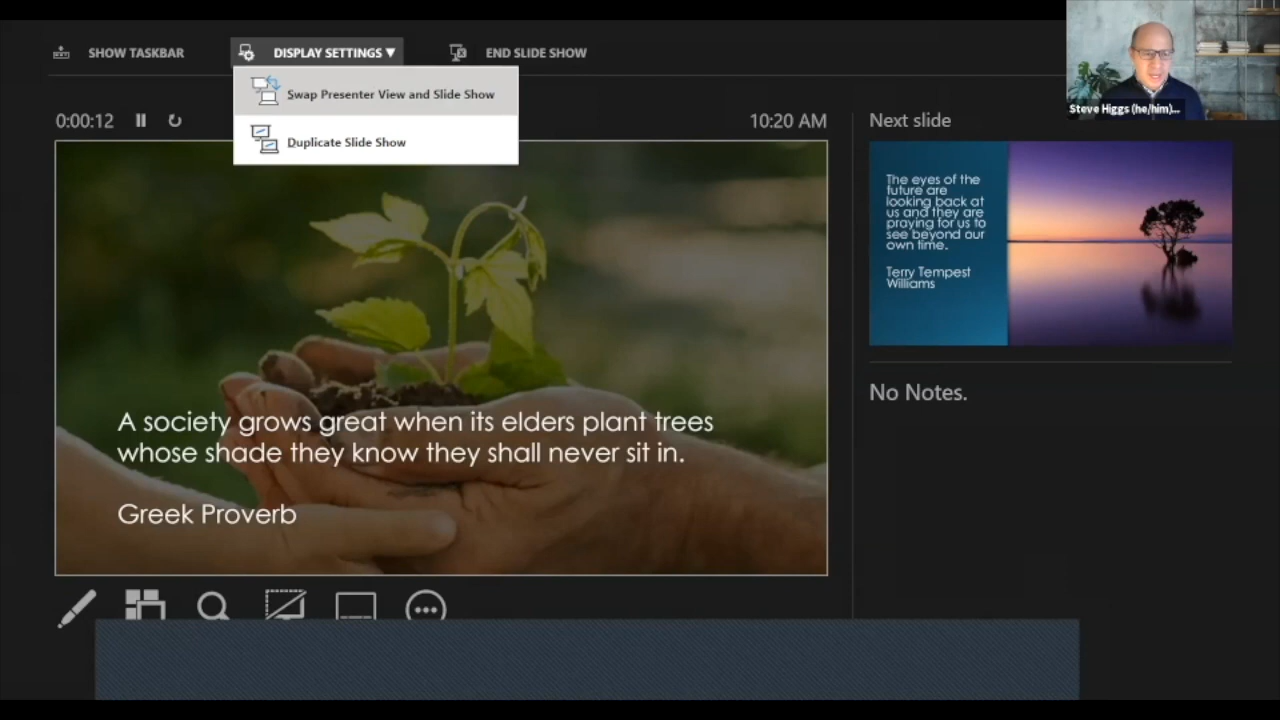 SHOW TASKBAR
DISPLAY SETTINGS ▼
END SLIDE SHOW
Swap Presenter View and Slide Show
Duplicate Slide Show
Steve Higgs (he/him)...
0:00:12
10:20 AM
Next slide
A society grows great when its elders plant trees
whose shade they know they shall never sit in.
Greek Proverb
The eyes of the
future are
looking back at
us and they are
praying for us to
see beyond our
own time.
Terry Tempest
Williams
No Notes.